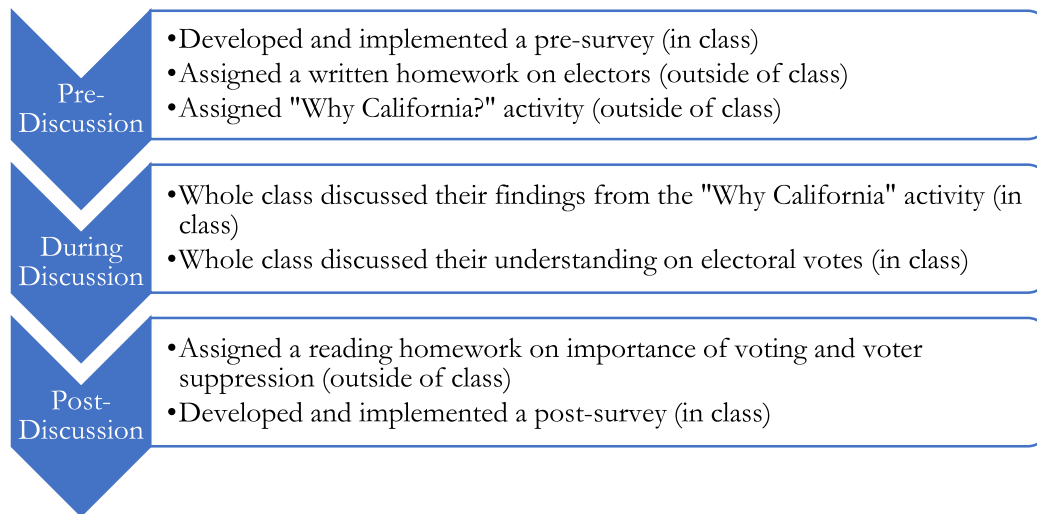 Pre-
Discussion
•Developed and implemented a pre-survey (in class)
•Assigned a written homework on electors (outside of class)
•Assigned "Why California?" activity (outside of class)
During
Discussion
•Whole class discussed their findings from the "Why California" activity (in
class)
•Whole class discussed their understanding on electoral votes (in class)
Post-
Discussion
•Assigned a reading homework on importance of voting and voter
suppression (outside of class)
•Developed and implemented a post-survey (in class)